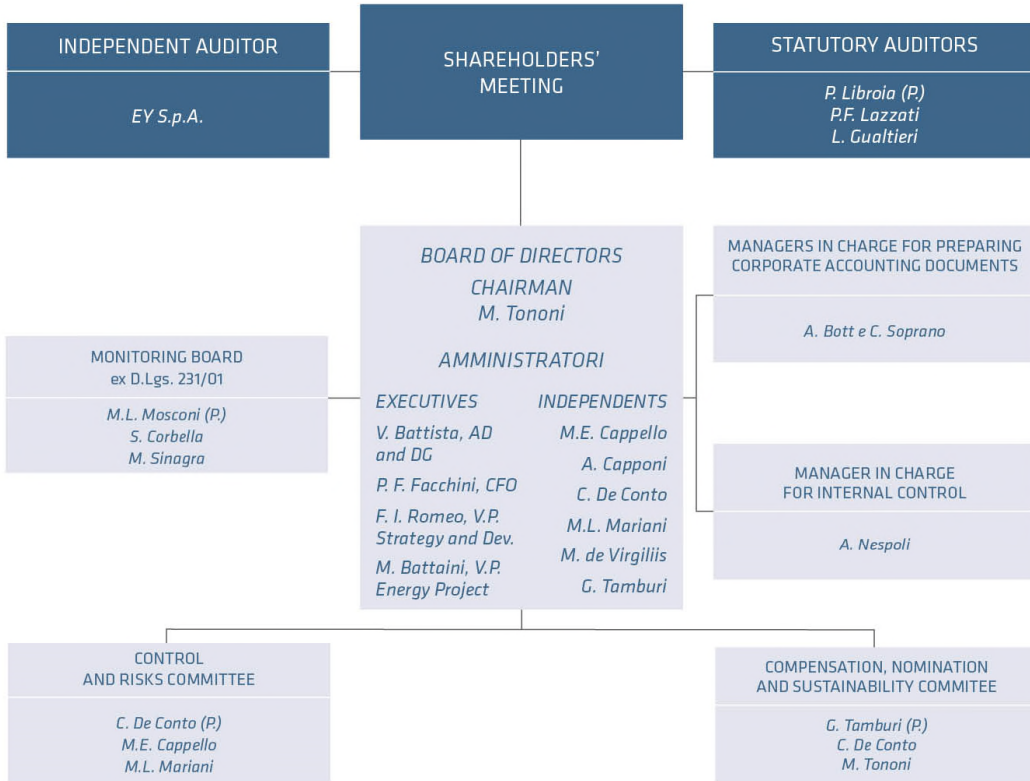 INDEPENDENT AUDITOR
EY S.p.A.
SHAREHOLDERS'
MEETING
STATUTORY AUDITORS
P. Libroia (P.)
P.F. Lazzati
L. Gualtieri
BOARD OF DIRECTORS
CHAIRMAN
M. Tononi
AMMINISTRATORI
EXECUTIVES
V. Battista, AD
and DG
P. F. Facchini, CFO
F. I. Romeo, V.P.
Strategy and Dev.
M. Battaini, V.P.
Energy Project
INDEPENDENTS
M.E. Cappello
A. Capponi
C. De Conto
M.L. Mariani
M. de Virgiliis
G. Tamburi
MONITORING BOARD
ex D.Lgs. 231/01
M.L. Mosconi (P.)
S. Corbella
M. Sinagra
MANAGERS IN CHARGE FOR PREPARING
CORPORATE ACCOUNTING DOCUMENTS
A. Bott e C. Soprano
MANAGER IN CHARGE
FOR INTERNAL CONTROL
A. Nespoli
CONTROL
AND RISKS COMMITTEE
C. De Conto (P.)
M.E. Cappello
M.L. Mariani
COMPENSATION, NOMINATION
AND SUSTAINABILITY COMMITEE
G. Tamburi (P.)
C. De Conto
M. Tononi